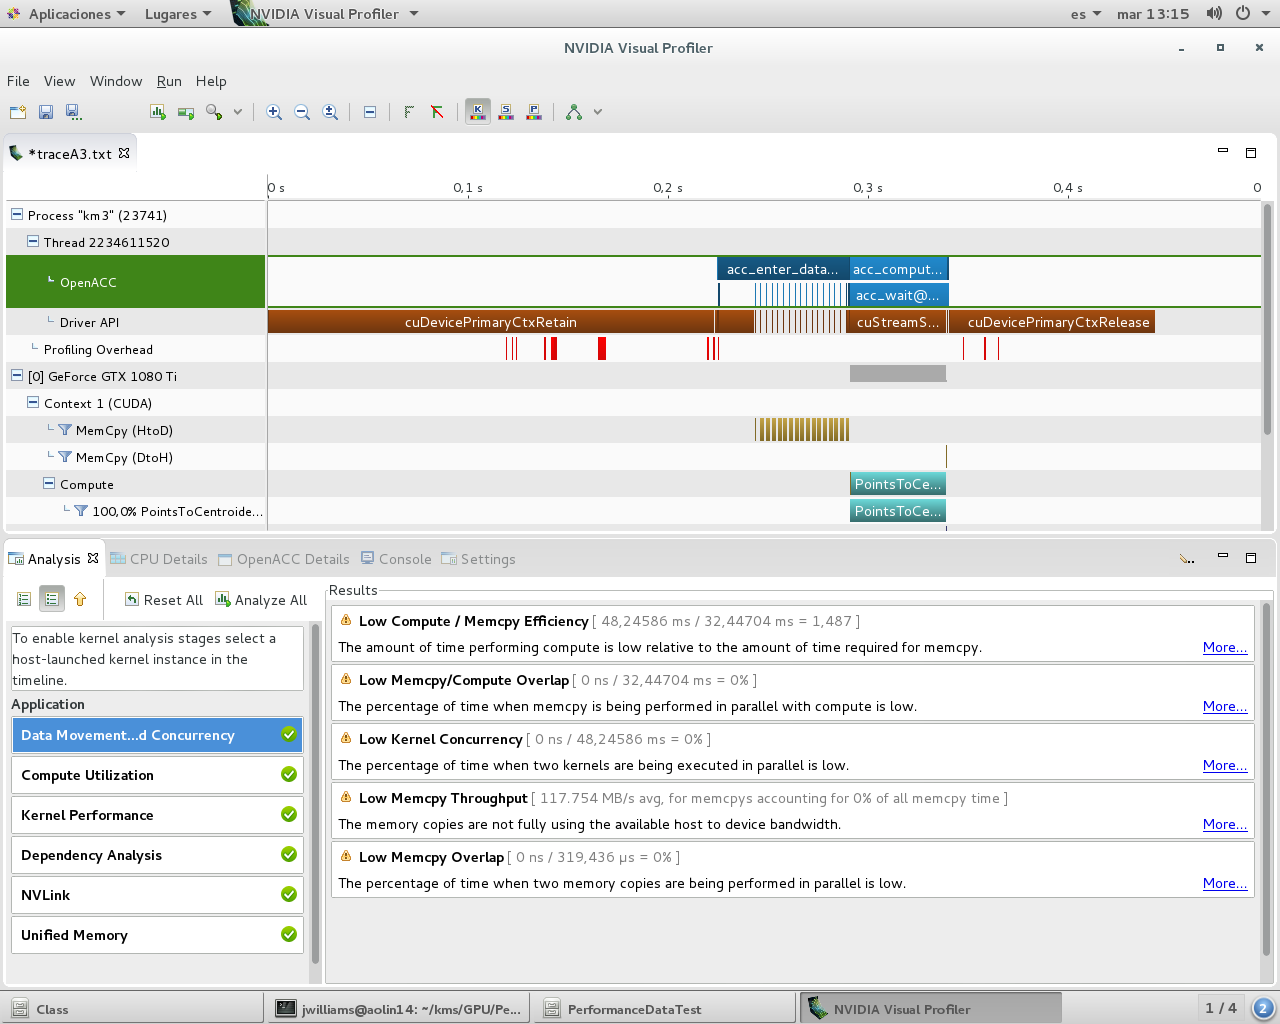 Aplicaciones Lugares NVIDIA Visual Profiler es mar 13:15
NVIDIA Visual Profiler
File View Window Run Help
K S P
*traceA3.txt
0 s 0,1 s 0,2 s 0,3 s 0,4 s 0
Process "km3" (23741)
Thread 2234611520
OpenACC
acc_enter_data... acc_comput...
acc_wait@...
Driver API
cuDevicePrimaryCtxRetain cuStreamS... cuDevicePrimaryCtxRelease
Profiling Overhead
[0] GeForce GTX 1080 Ti
Context 1 (CUDA)
MemCpy (HtoD)
MemCpy (DtoH)
Compute PointsToCe...
100,0% PointsToCentroide... PointsToCe...
Analysis CPU Details OpenACC Details Console Settings
Reset All Analyze All
To enable kernel analysis stages select a
host-launched kernel instance in the
timeline.
Application
Data Movement...d Concurrency
Compute Utilization
Kernel Performance
Dependency Analysis
NVLink
Unified Memory
Results
Low Compute / Memcpy Efficiency [ 48,24586 ms / 32,44704 ms = 1,487 ]
The amount of time performing compute is low relative to the amount of time required for memcpy. More...
Low Memcpy/Compute Overlap [ 0 ns / 32,44704 ms = 0% ]
The percentage of time when memcpy is being performed in parallel with compute is low. More...
Low Kernel Concurrency [ 0 ns / 48,24586 ms = 0% ]
The percentage of time when two kernels are being executed in parallel is low. More...
Low Memcpy Throughput [ 117.754 MB/s avg, for memcpys accounting for 0% of all memcpy time ]
The memory copies are not fully using the available host to device bandwidth. More...
Low Memcpy Overlap [ 0 ns / 319,436 µs = 0% ]
The percentage of time when two memory copies are being performed in parallel is low. More...
Class jwilliams@aolin14: ~/kms/GPU/Pe... PerformanceDataTest NVIDIA Visual Profiler 1 / 4 2